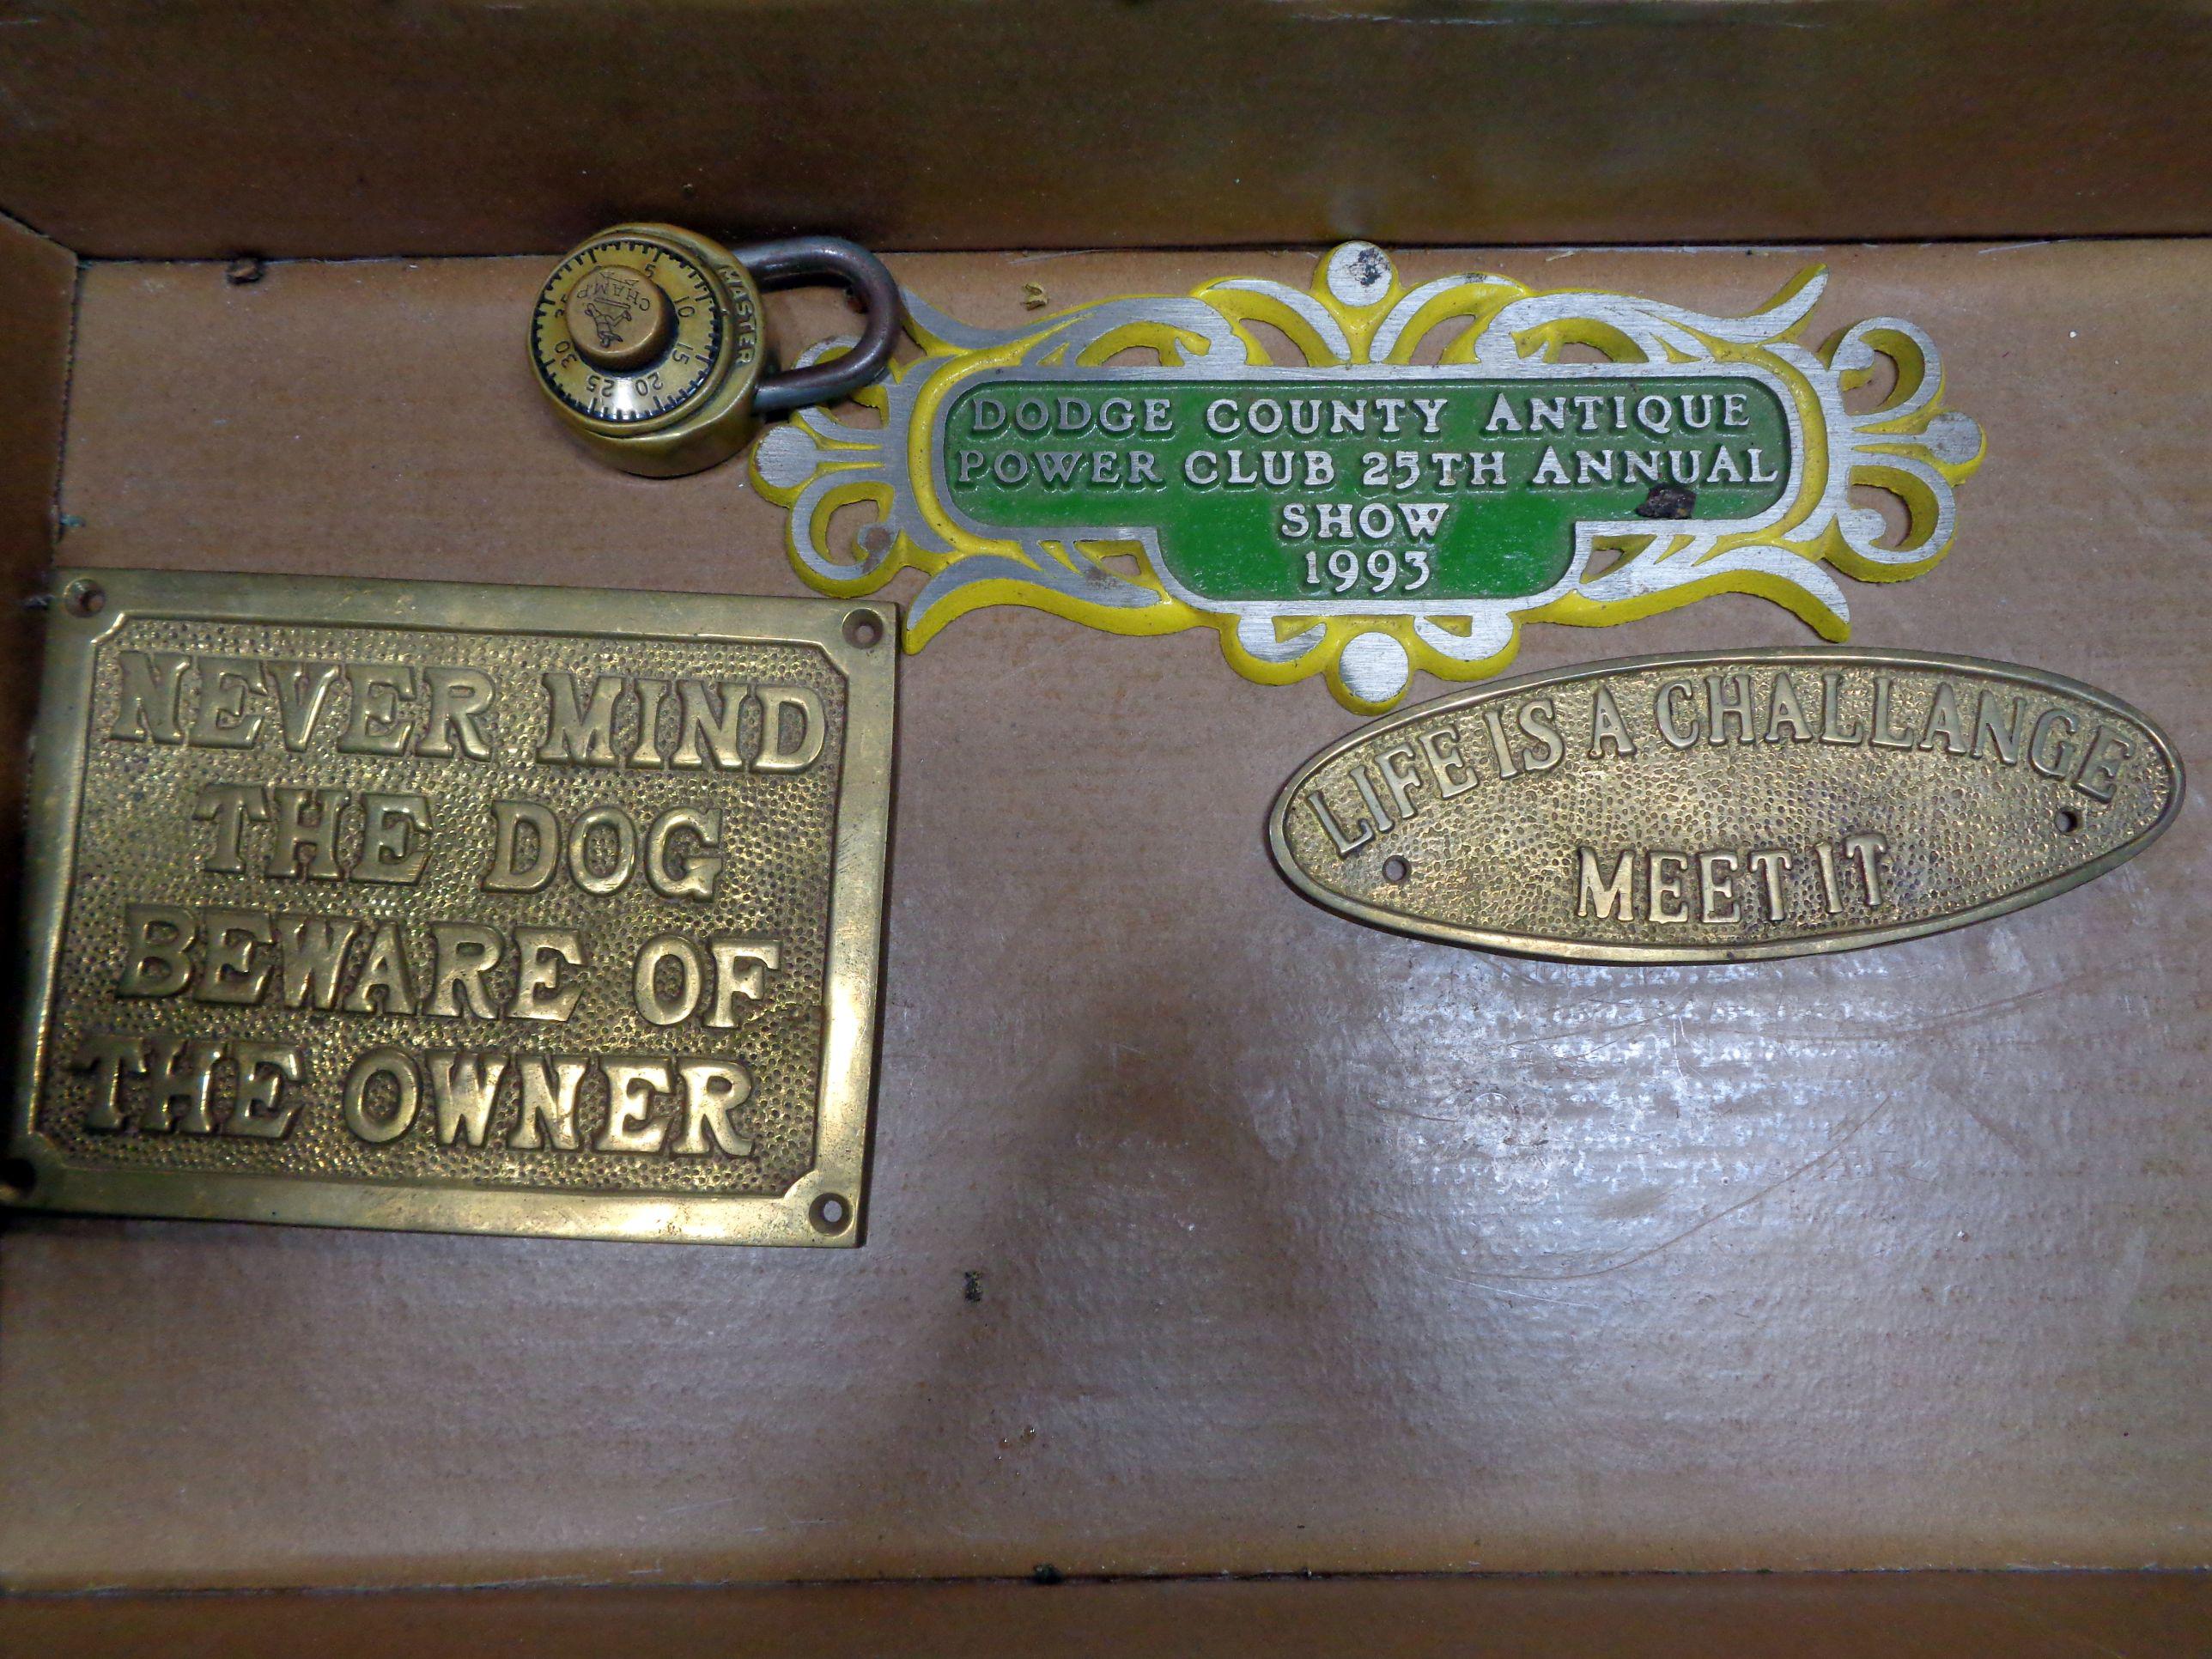 MASTER
CHAMP
5
10
15
20
25
30
DODGE COUNTY ANTIQUE
POWER CLUB 25TH ANNUAL
SHOW
1993
NEVER MIND
THE DOG
BEWARE OF
THE OWNER
LIFE IS A CHALLANGE
MEET IT